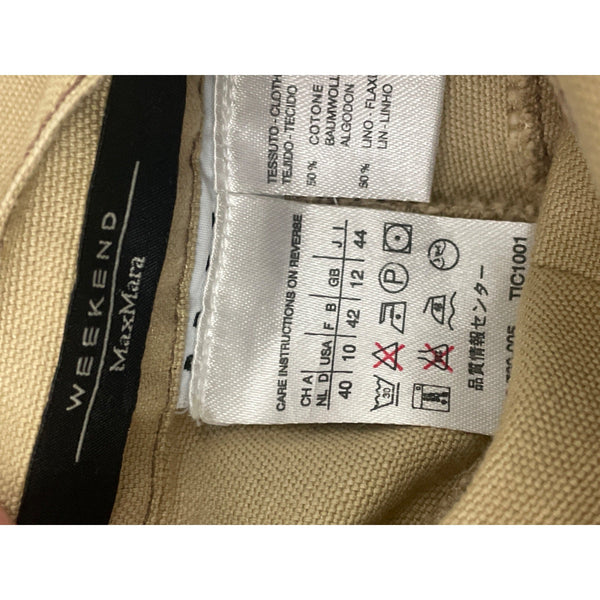 WEEKEND
MaxMara
TESSUTO - CLOTH
TEJIDO - TECIDO
50 % COTONE
BAUMWOLL
ALGODON
50 % LINO - FLAX
LIN - LINHO
CARE INSTRUCTIONS ON REVERSE
CH A USA F B GB J I
NL D
40 10 42 12 44
30
P
品質情報センター TIC1001